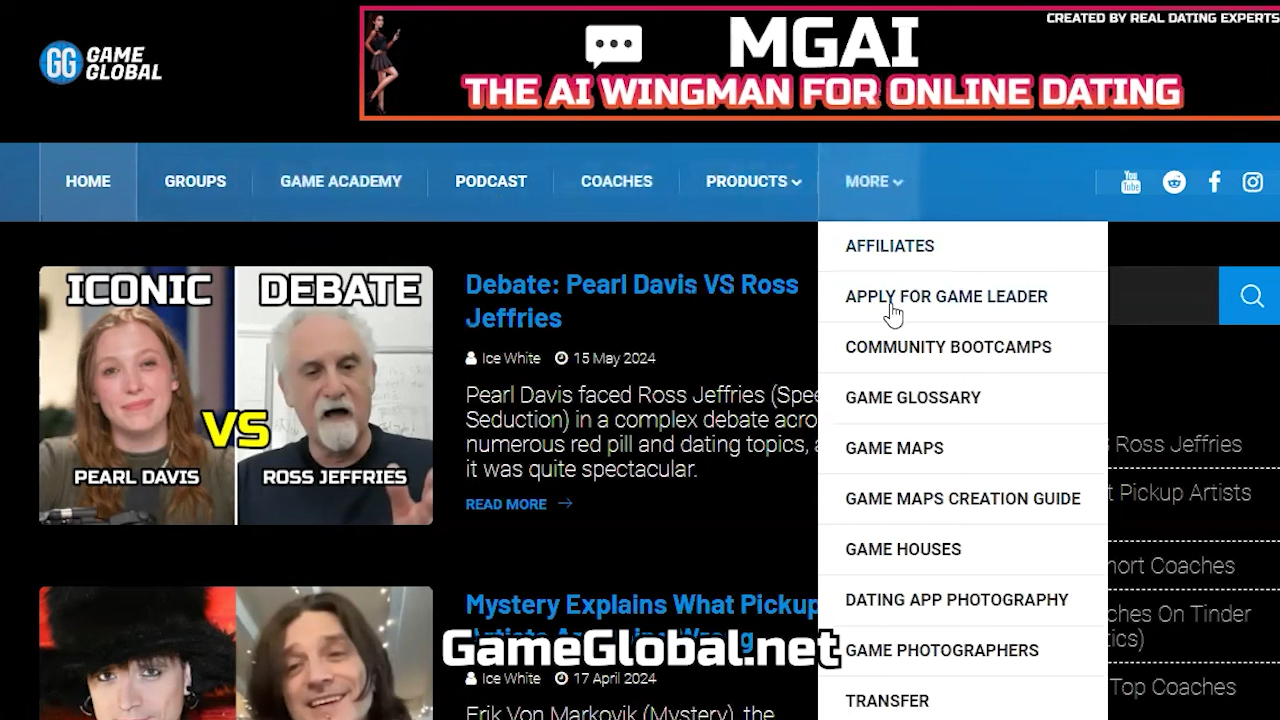 GG GAME
GLOBAL
CREATED BY REAL DATING EXPERTS
MGAI
THE AI WINGMAN FOR ONLINE DATING
HOME
GROUPS
GAME ACADEMY
PODCAST
COACHES
PRODUCTS
MORE
You
Tube
AFFILIATES
APPLY FOR GAME LEADER
COMMUNITY BOOTCAMPS
GAME GLOSSARY
GAME MAPS
GAME MAPS CREATION GUIDE
GAME HOUSES
DATING APP PHOTOGRAPHY
GAME PHOTOGRAPHERS
TRANSFER
ICONIC DEBATE
VS
PEARL DAVIS ROSS JEFFRIES
Debate: Pearl Davis VS Ross
Jeffries
Ice White 15 May 2024
Pearl Davis faced Ross Jeffries (Spee
Seduction) in a complex debate acro
numerous red pill and dating topics, a
it was quite spectacular.
READ MORE
Mystery Explains What Pickup
GameGlobal.net
Ice White 17 April 2024
Erik Von Markovik (Mystery), the
Ross Jeffries
t Pickup Artists
hort Coaches
ches On Tinder
tics)
Top Coaches